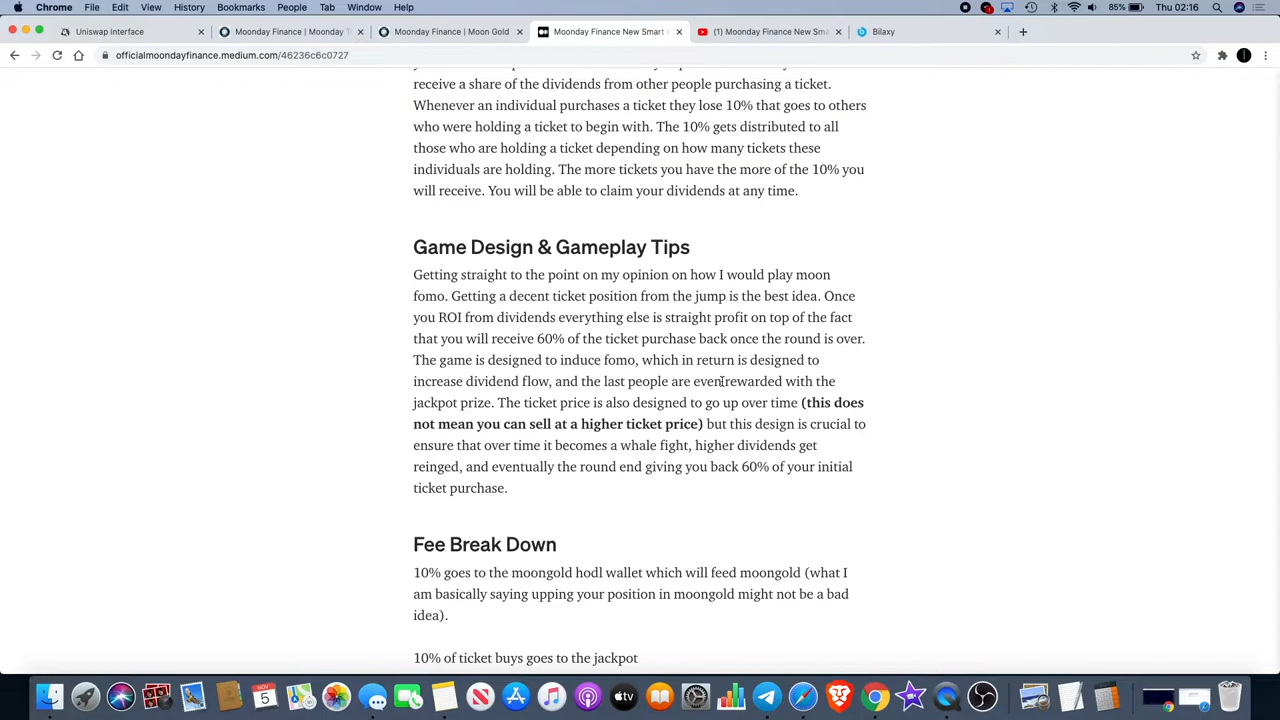 Chrome File Edit View History Bookmarks People Tab Window Help 85% Thu 02:16
Uniswap Interface
Moonday Finance | Moonday T
Moonday Finance | Moon Gold
Moonday Finance New Smart
(1) Moonday Finance New Sma
Bilaxy
officialmoondayfinance.medium.com/46236c6c0727
receive a share of the dividends from other people purchasing a ticket.
Whenever an individual purchases a ticket they lose 10% that goes to others
who were holding a ticket to begin with. The 10% gets distributed to all
those who are holding a ticket depending on how many tickets these
individuals are holding. The more tickets you have the more of the 10% you
will receive. You will be able to claim your dividends at any time.
Game Design & Gameplay Tips
Getting straight to the point on my opinion on how I would play moon
fomo. Getting a decent ticket position from the jump is the best idea. Once
you ROI from dividends everything else is straight profit on top of the fact
that you will receive 60% of the ticket purchase back once the round is over.
The game is designed to induce fomo, which in return is designed to
increase dividend flow, and the last people are even rewarded with the
jackpot prize. The ticket price is also designed to go up over time (this does
not mean you can sell at a higher ticket price) but this design is crucial to
ensure that over time it becomes a whale fight, higher dividends get
reinged, and eventually the round end giving you back 60% of your initial
ticket purchase.
Fee Break Down
10% goes to the moongold hodl wallet which will feed moongold (what I
am basically saying upping your position in moongold might not be a bad
idea).
10% of ticket buys goes to the jackpot
NOV
5
tv